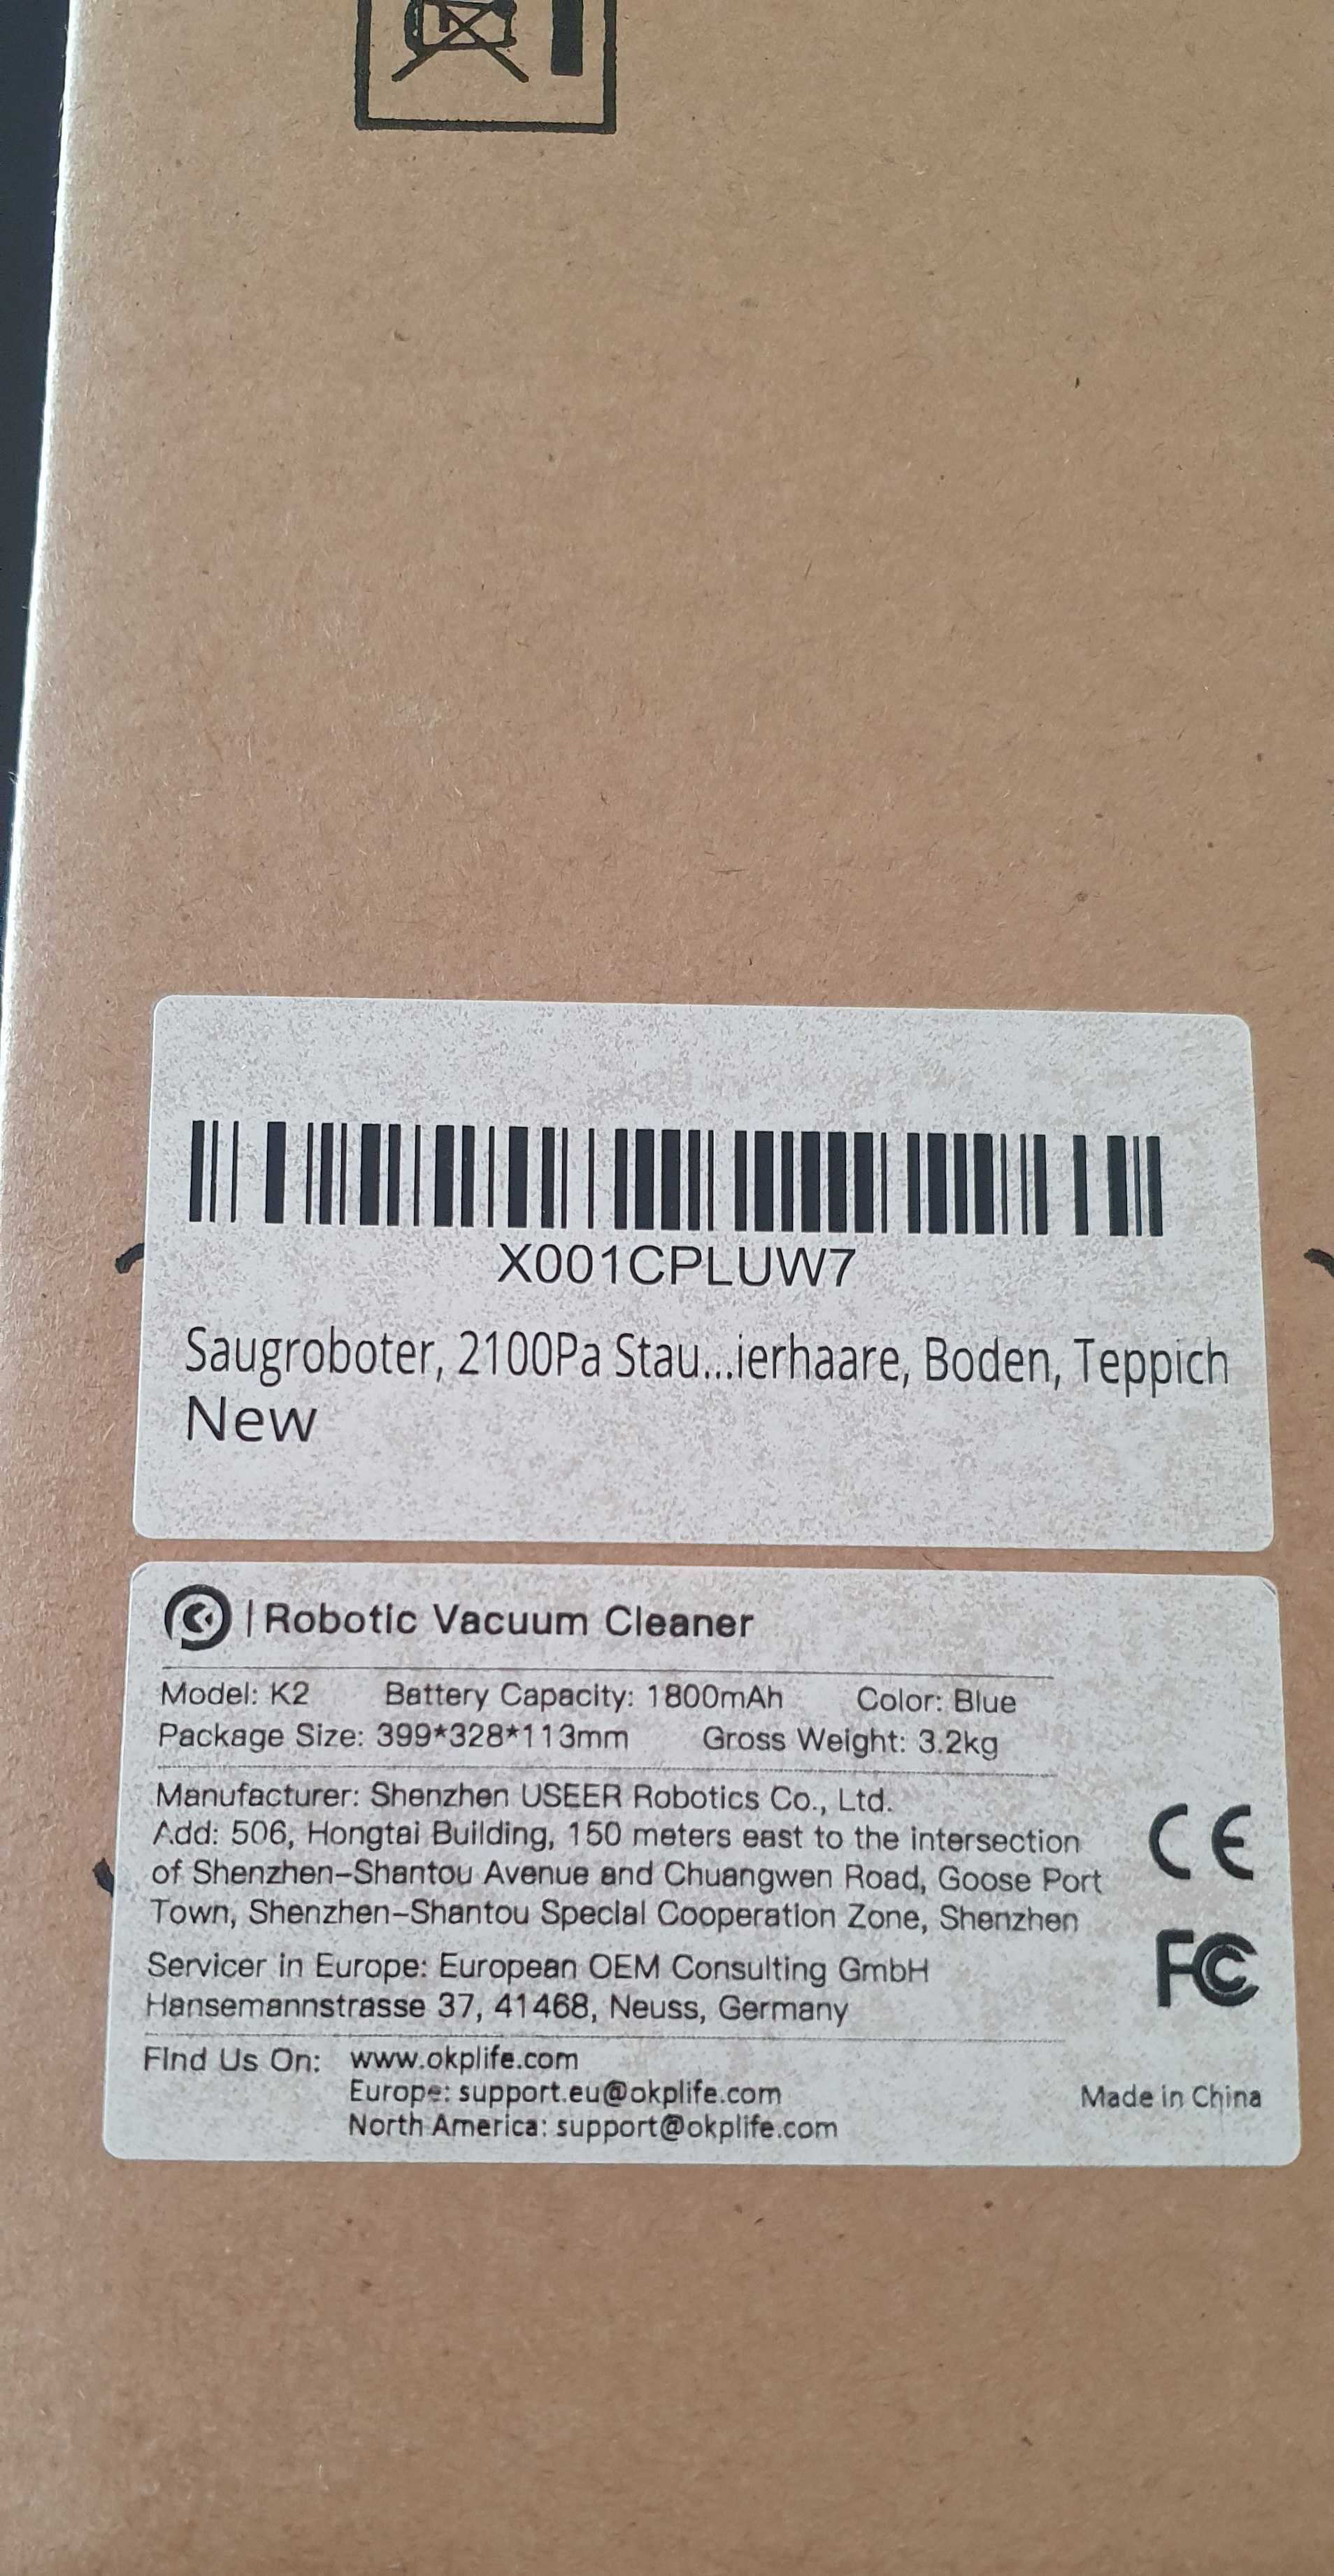 X001CPLUW7
Saugroboter, 2100Pa Stau...ierhaare, Boden, Teppich
New
Robotic Vacuum Cleaner
Model: K2 Battery Capacity: 1800mAh Color: Blue
Package Size: 399*328*113mm Gross Weight: 3.2kg
Manufacturer: Shenzhen USEER Robotics Co., Ltd.
Add: 506, Hongtai Building, 150 meters east to the intersection
of Shenzhen-Shantou Avenue and Chuangwen Road, Goose Port
Town, Shenzhen-Shantou Special Cooperation Zone, Shenzhen
CE
FC
Servicer in Europe: European OEM Consulting GmbH
Hansemannstrasse 37, 41468, Neuss, Germany
Find Us On: www.okplife.com
Europe: support.eu@okplife.com
North America: support@okplife.com
Made in China